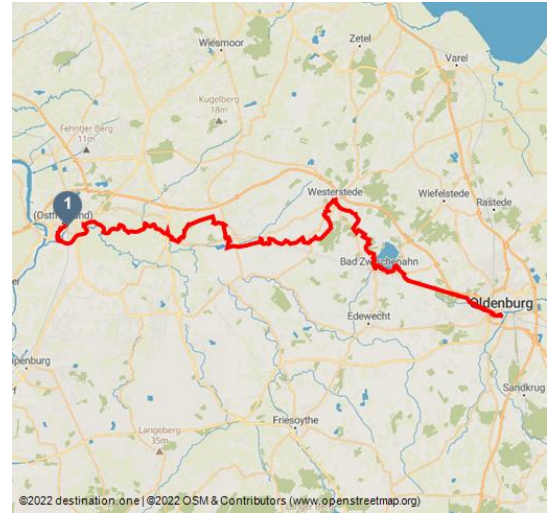 Wiesmoor
Zetel
Varel
Kugelberg
18m
Fehntjer Berg
11m
Westerstede
Wiefelstede
Rastede
1
(Ostfriesland)
Bad Zwischenahn
Oldenburg
Edewecht
Sandkrug
Friesoythe
Langeberg
35m
©2022 destination.one | ©2022 OSM & Contributors (www.openstreetmap.org)